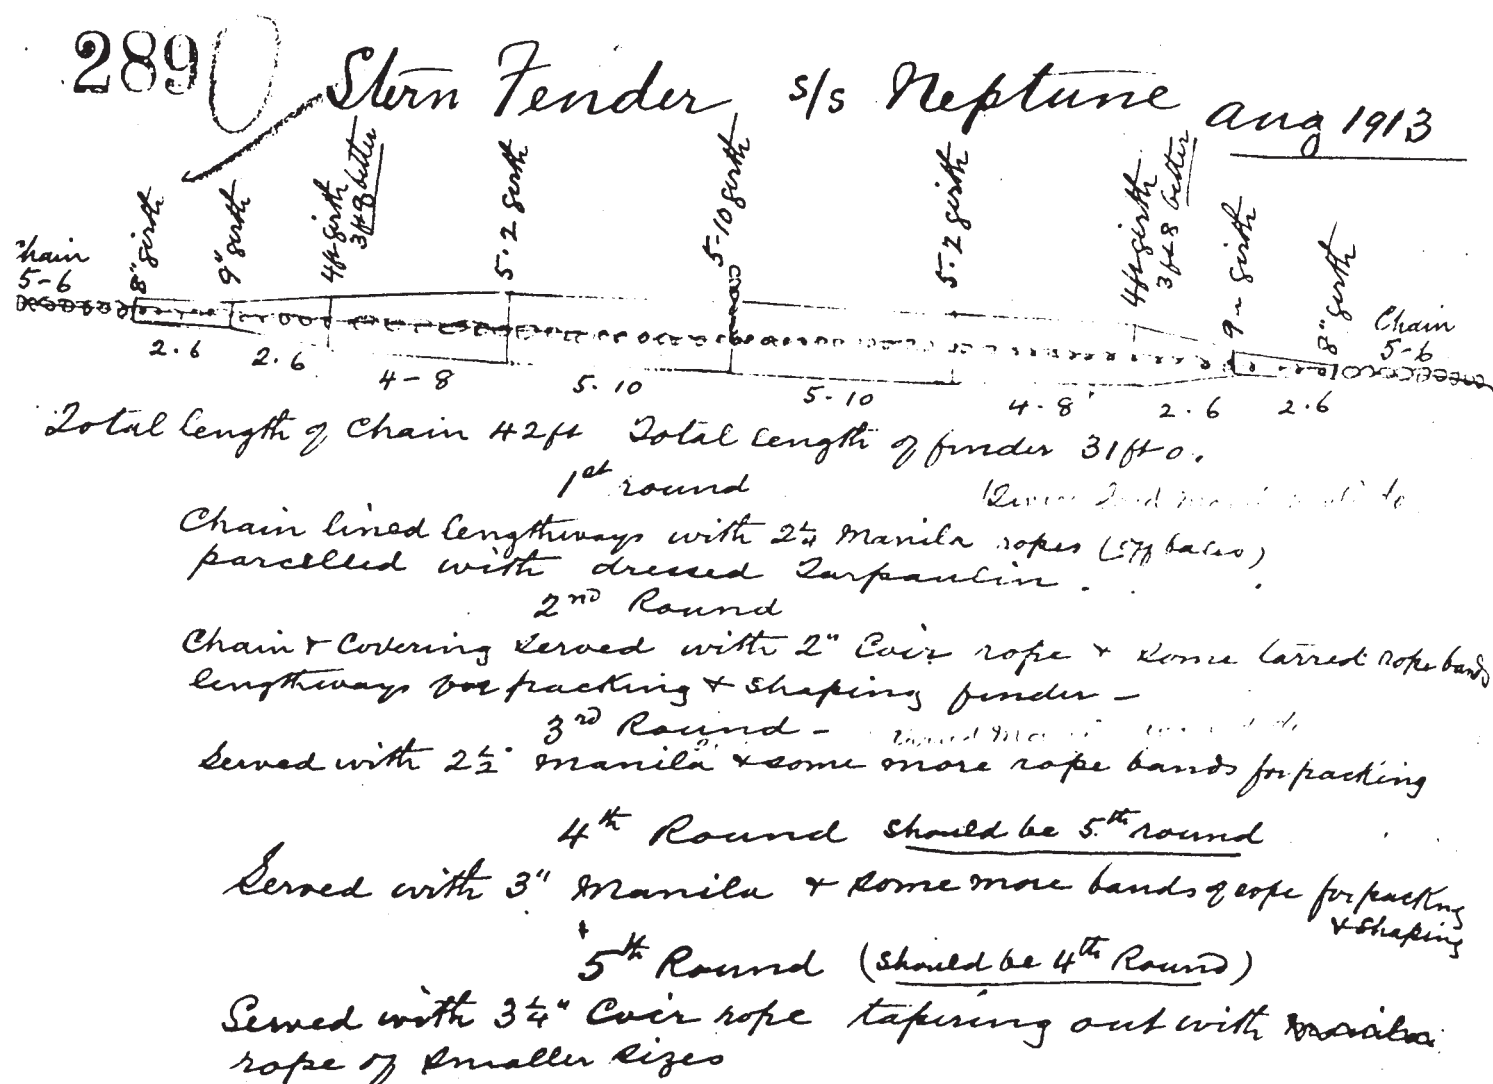 289
Stern Fender s/s Neptune Aug 1913
Chain 5-6
8" girth
9" girth
4ft girth
3ft 8 better
5.2 girth
5-10 girth
5.2 girth
4ft girth
3ft 8 better
9" girth
8" girth
Chain 5-6
2.6 2.6 4-8 5.10 5.10 4-8 2.6 2.6
Total length of Chain 42ft Total length of fender 31ft 0.
1st round
Chain lined lengthways with 2¼ Manila ropes
parcelled with dressed Tarpaulin.
2nd Round
Chain & Covering Served with 2" Coir rope & some tarred rope bands
lengthways for packing & shaping fender -
3rd Round -
Served with 2½" Manila & some more rope bands for packing
4th Round should be 5th round
Served with 3" Manila & some more bands of rope for packing
& shaping
5th Round (should be 4th Round)
Served with 3¼" Coir rope tapering out with
rope of smaller sizes